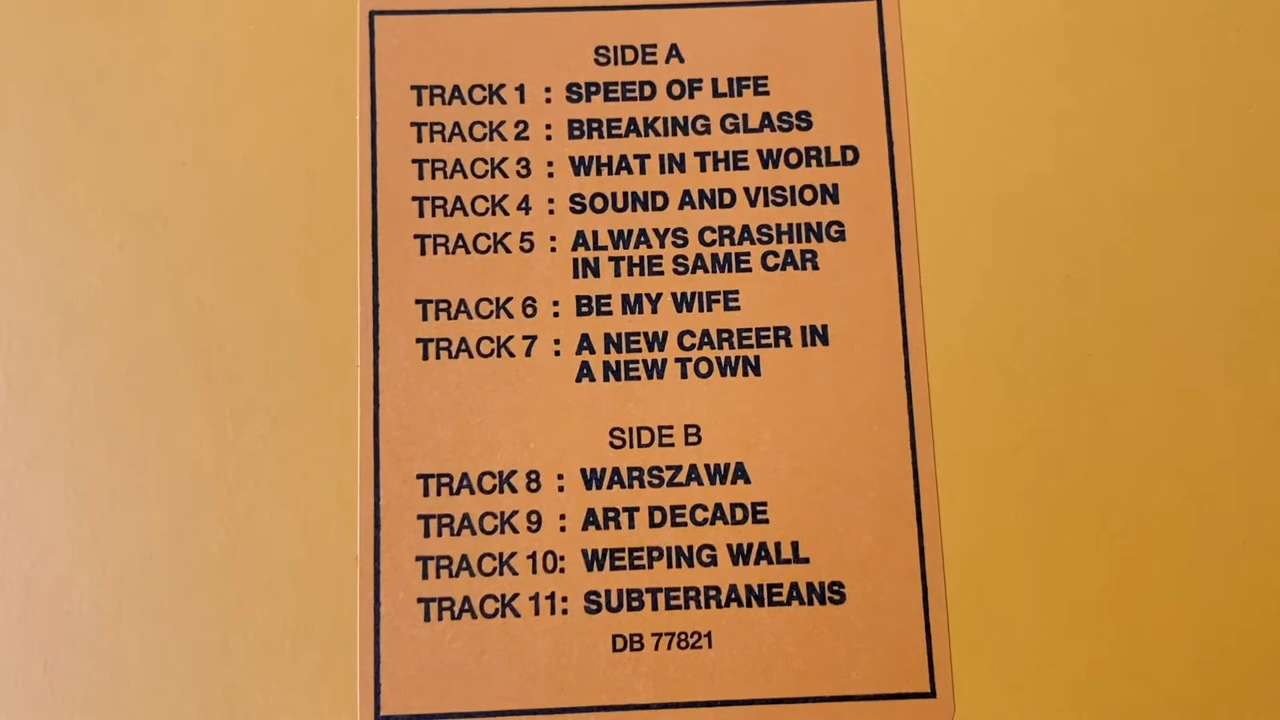 SIDE A
TRACK 1 : SPEED OF LIFE
TRACK 2 : BREAKING GLASS
TRACK 3 : WHAT IN THE WORLD
TRACK 4 : SOUND AND VISION
TRACK 5 : ALWAYS CRASHING
IN THE SAME CAR
TRACK 6 : BE MY WIFE
TRACK 7 : A NEW CAREER IN
A NEW TOWN
SIDE B
TRACK 8 : WARSZAWA
TRACK 9 : ART DECADE
TRACK 10: WEEPING WALL
TRACK 11: SUBTERRANEANS
DB 77821